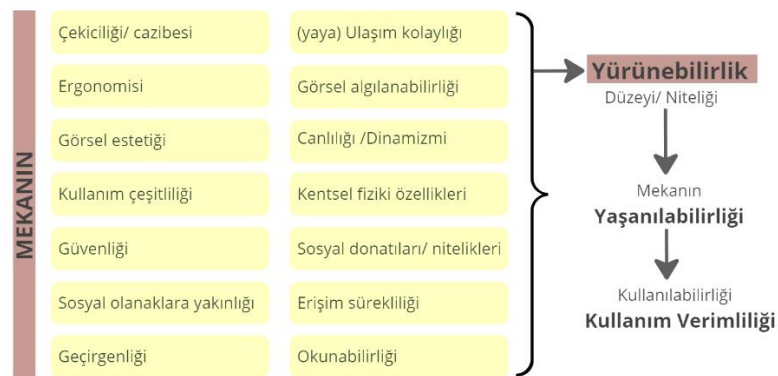 MEKANIN
Çekiciliği/ cazibesi
Ergonomisi
Görsel estetiği
Kullanım çeşitliliği
Güvenliği
Sosyal olanaklara yakınlığı
Geçirgenliği
(yaya) Ulaşım kolaylığı
Görsel algılanabilirliği
Canlılığı /Dinamizmi
Kentsel fiziki özellikleri
Sosyal donatıları/ nitelikleri
Erişim sürekliliği
Okunabilirliği
Yürünebilirlik
Düzeyi/ Niteliği
Mekanın
Yaşanılabilirliği
Kullanılabilirliği
Kullanım Verimliliği